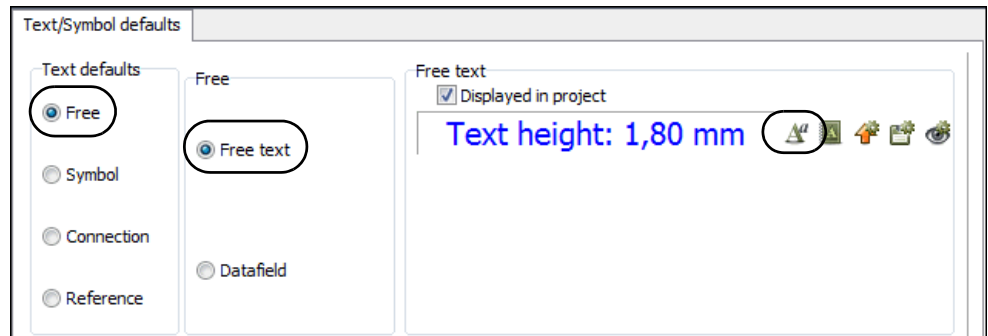 Text/Symbol defaults
Text defaults
Free
Symbol
Connection
Reference
Free
Free text
Datafield
Free text
Displayed in project
Text height: 1,80 mm